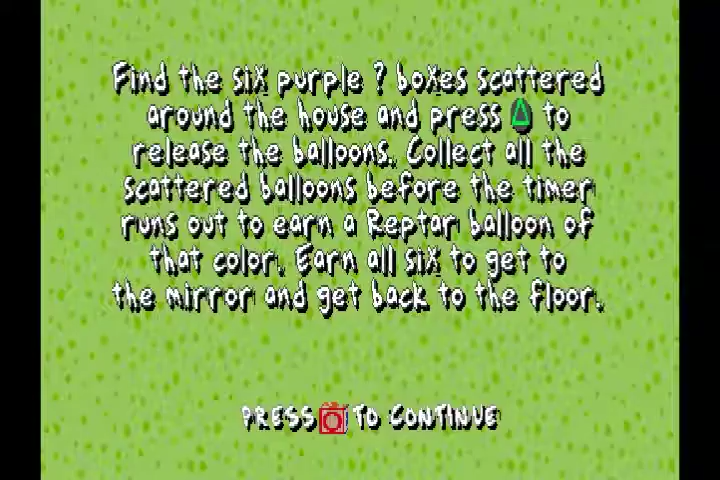 Find the six purple ? boxes scattered
around the house and press △ to
release the balloons. Collect all the
scattered balloons before the timer
runs out to earn a Reptar balloon of
that color. Earn all six to get to
the mirror and get back to the floor.
PRESS TO CONTINUE